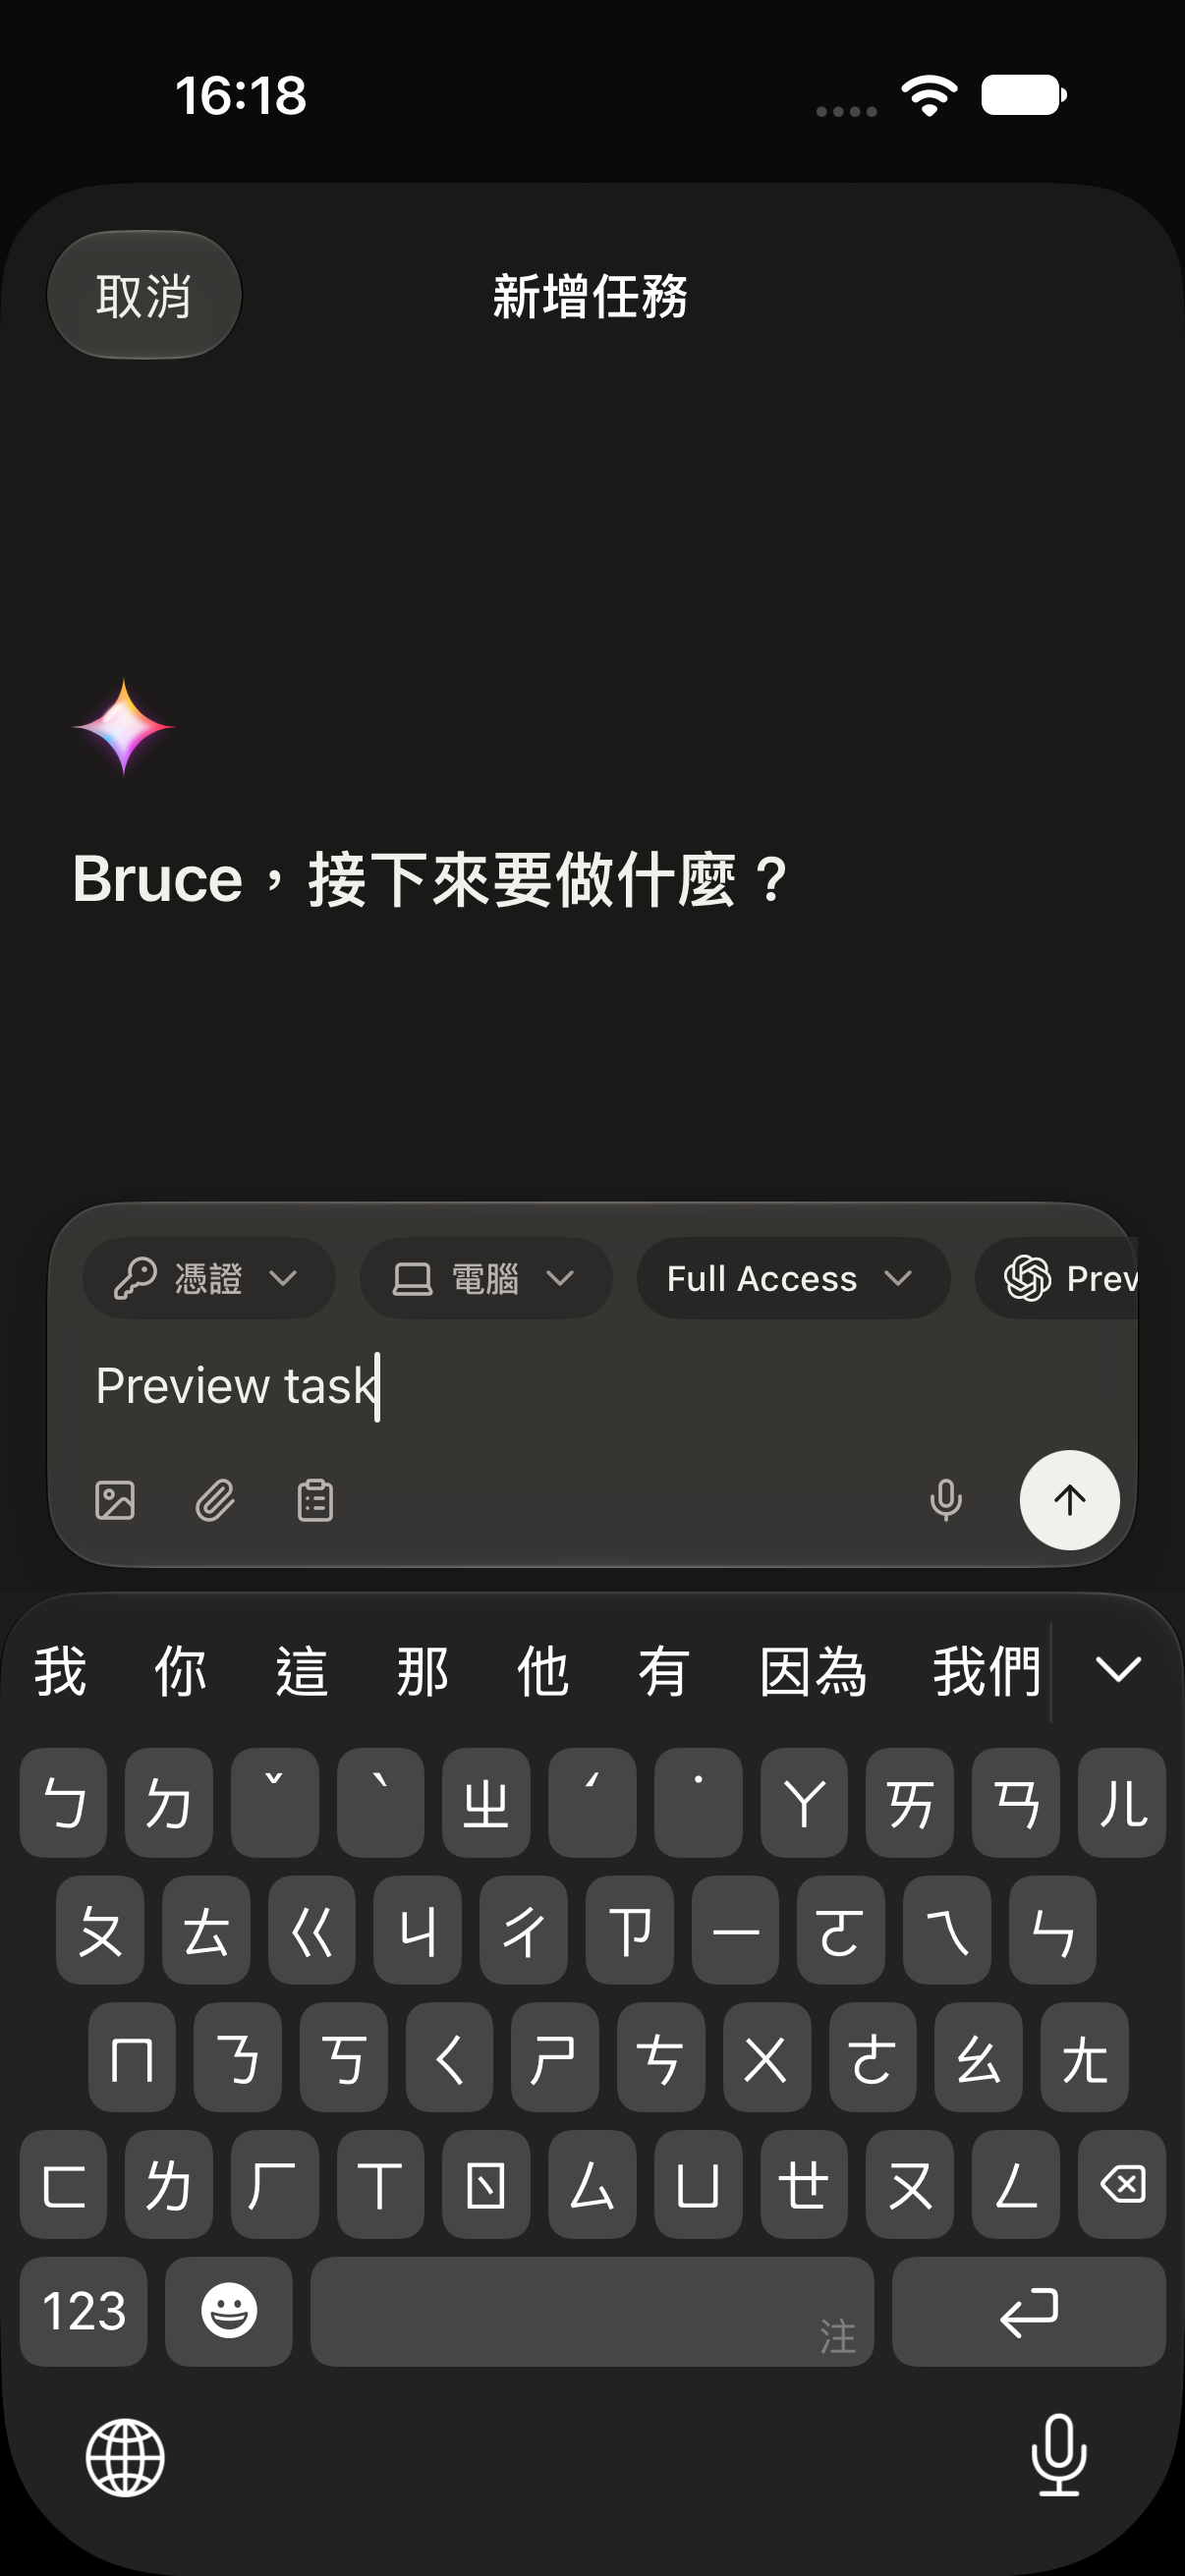 16:18
取消
新增任務
Bruce，接下來要做什麼？
憑證
電腦
Full Access
Prev
Preview task
我 你 這 那 他 有 因為 我們
ㄅ ㄉ ˇ ˋ ㄓ ˊ ˙ ㄚ ㄞ ㄢ ㄦ
ㄆ ㄊ ㄍ ㄐ ㄔ ㄗ ㄧ ㄛ ㄟ ㄣ
ㄇ ㄋ ㄎ ㄑ ㄕ ㄘ ㄨ ㄜ ㄠ ㄤ
ㄈ ㄌ ㄏ ㄒ ㄖ ㄙ ㄩ ㄝ ㄡ ㄥ
123
注